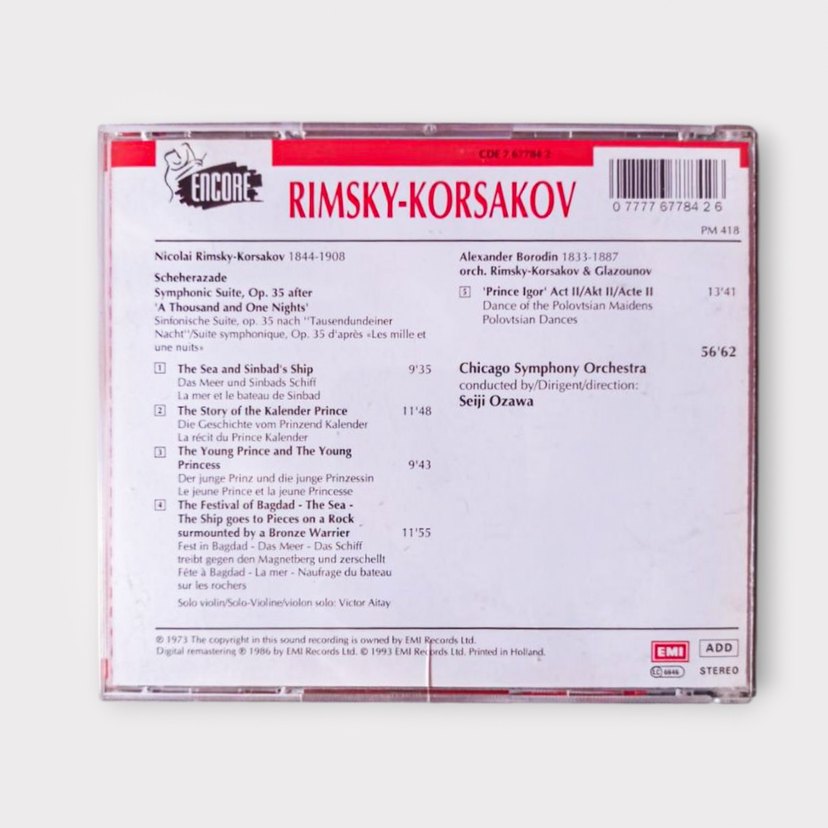 CDE 7 67784 2
ENCORE
RIMSKY-KORSAKOV
0 7777 67784 2 6
PM 418
Nicolai Rimsky-Korsakov 1844-1908
Scheherazade
Symphonic Suite, Op. 35 after
'A Thousand and One Nights'
Sinfonische Suite, op. 35 nach "Tausendundeiner
Nacht"/Suite symphonique, Op. 35 d'après «Les mille et
une nuits»
1 The Sea and Sinbad's Ship 9'35
Das Meer und Sinbads Schiff
La mer et le bateau de Sinbad
2 The Story of the Kalender Prince 11'48
Die Geschichte vom Prinzend Kalender
La récit du Prince Kalender
3 The Young Prince and The Young
Princess 9'43
Der junge Prinz und die junge Prinzessin
Le jeune Prince et la jeune Princesse
4 The Festival of Bagdad - The Sea -
The Ship goes to Pieces on a Rock
surmounted by a Bronze Warrier 11'55
Fest in Bagdad - Das Meer - Das Schiff
treibt gegen den Magnetberg und zerschellt
Fête à Bagdad - La mer - Naufrage du bateau
sur les rochers
Solo violin/Solo-Violine/violon solo: Victor Aitay
Alexander Borodin 1833-1887
orch. Rimsky-Korsakov & Glazounov
5 'Prince Igor' Act II/Akt II/Acte II 13'41
Dance of the Polovtsian Maidens
Polovtsian Dances
56'62
Chicago Symphony Orchestra
conducted by/Dirigent/direction:
Seiji Ozawa
℗ 1973 The copyright in this sound recording is owned by EMI Records Ltd.
Digital remastering ℗ 1986 by EMI Records Ltd. © 1993 EMI Records Ltd. Printed in Holland.
EMI ADD
LC 6646 STEREO